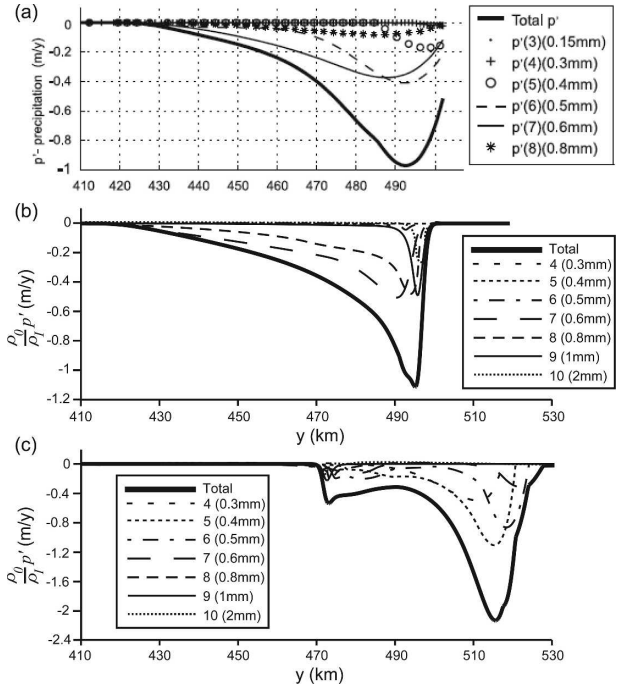 (a)
0
-0.2
-0.4
-0.6
-0.8
-1
p'- precipitation (m/y)
410 420 430 440 450 460 470 480 490
Total p'
p'(3)(0.15mm)
p'(4)(0.3mm)
p'(5)(0.4mm)
p'(6)(0.5mm)
p'(7)(0.6mm)
p'(8)(0.8mm)
(b)
0
-0.2
-0.4
-0.6
-0.8
-1
-1.2
ρ0/ρI p' (m/y)
410 430 450 470 490 510 530
y (km)
Total
4 (0.3mm)
5 (0.4mm)
6 (0.5mm)
7 (0.6mm)
8 (0.8mm)
9 (1mm)
10 (2mm)
(c)
0
-0.4
-0.8
-1.2
-1.6
-2
-2.4
ρ0/ρI p' (m/y)
410 430 450 470 490 510 530
y (km)
Total
4 (0.3mm)
5 (0.4mm)
6 (0.5mm)
7 (0.6mm)
8 (0.8mm)
9 (1mm)
10 (2mm)